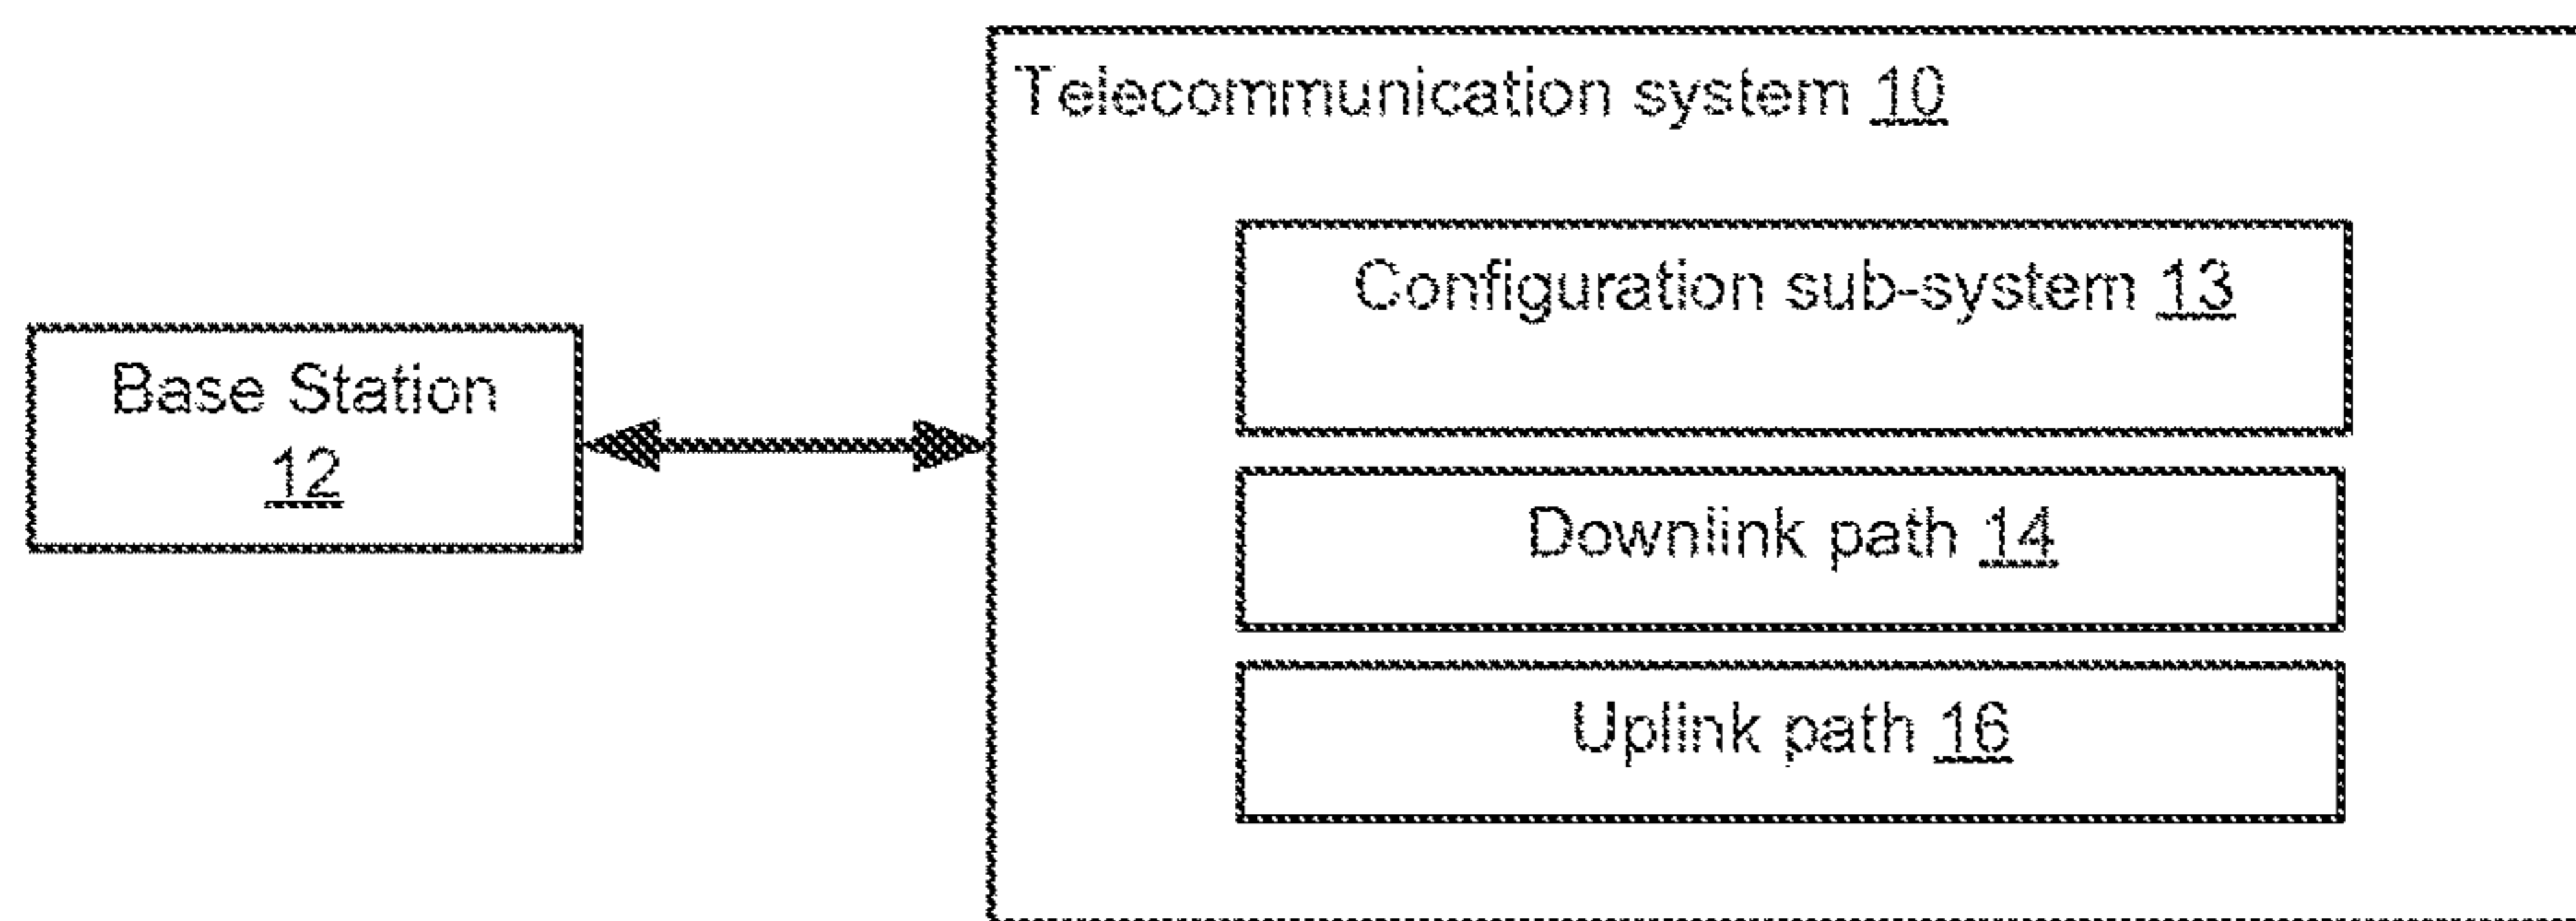 Telecommunication system 10
Configuration sub-system 13
Base Station
12
Downlink path 14
Uplink path 16